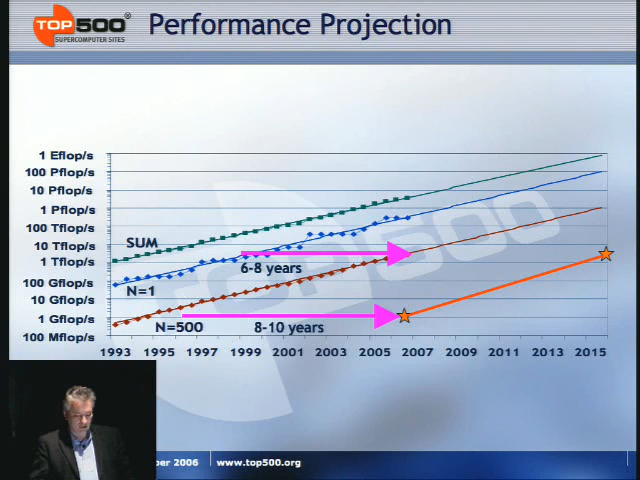 TOP500®
SUPERCOMPUTER SITES
Performance Projection
1 Eflop/s
100 Pflop/s
10 Pflop/s
1 Pflop/s
100 Tflop/s
10 Tflop/s
1 Tflop/s
100 Gflop/s
10 Gflop/s
1 Gflop/s
100 Mflop/s
SUM
N=1
6-8 years
N=500
8-10 years
1993 1995 1997 1999 2001 2003 2005 2007 2009 2011 2013 2015
TOP500
2006 www.top500.org